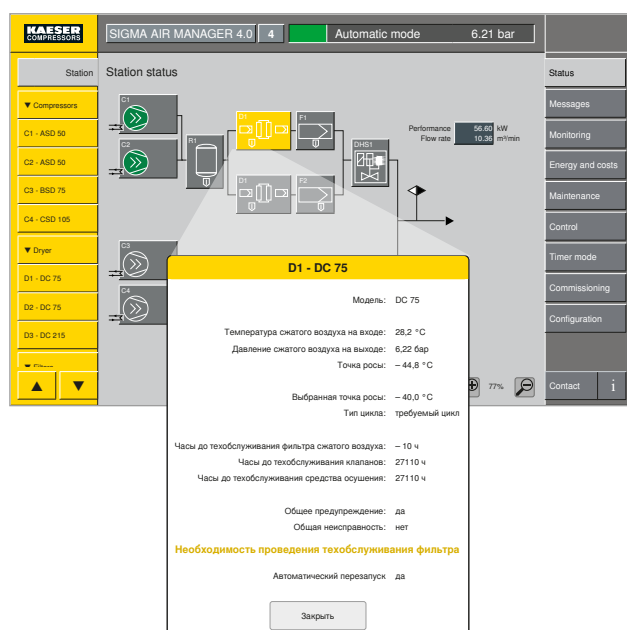 KAESER
COMPRESSORS
SIGMA AIR MANAGER 4.0 4 Automatic mode 6.21 bar
Station
▼ Compressors
C1 - ASD 50
C2 - ASD 50
C3 - BSD 75
C4 - CSD 105
▼ Dryer
D1 - DC 75
D2 - DC 75
D3 - DC 215
Station status
C1
C2
R1
D1
F1
D1
F2
DHS1
C3
C4
Performance 56.60 kW
Flow rate 10.36 m³/min
77%
Status
Messages
Monitoring
Energy and costs
Maintenance
Control
Timer mode
Commissioning
Configuration
Contact i
D1 - DC 75
Модель: DC 75
Температура сжатого воздуха на входе: 28,2 °C
Давление сжатого воздуха на выходе: 6,22 бар
Точка росы: – 44,8 °C
Выбранная точка росы: – 40,0 °C
Тип цикла: требуемый цикл
Часы до техобслуживания фильтра сжатого воздуха: – 10 ч
Часы до техобслуживания клапанов: 27110 ч
Часы до техобслуживания средства осушения: 27110 ч
Общее предупреждение: да
Общая неисправность: нет
Необходимость проведения техобслуживания фильтра
Автоматический перезапуск да
Закрыть